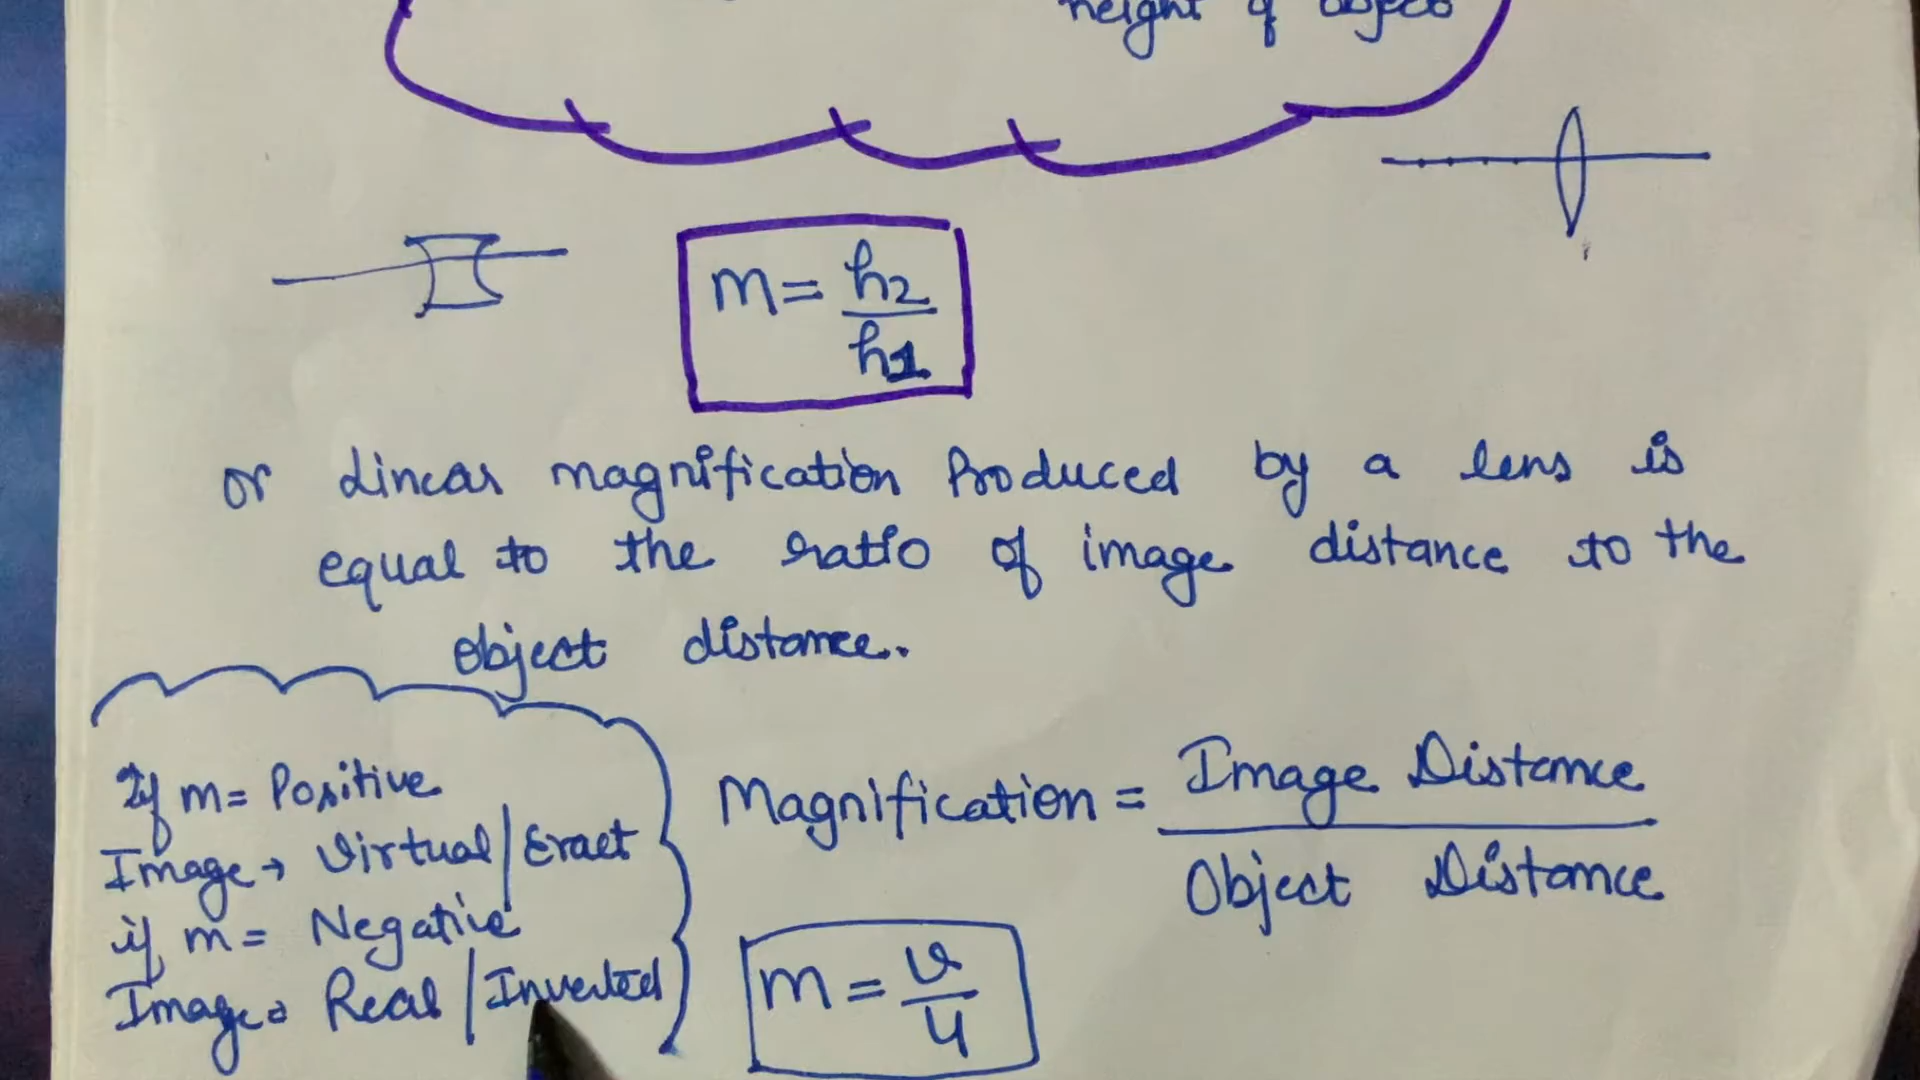 height of object
m = h2
h1
or Linear magnification Produced by a lens is
equal to the ratio of image distance to the
object distance.
If m = Positive
Image → Virtual / Eract
if m = Negative
Image = Real / Inverted
Magnification = Image Distance
Object Distance
m = v
u